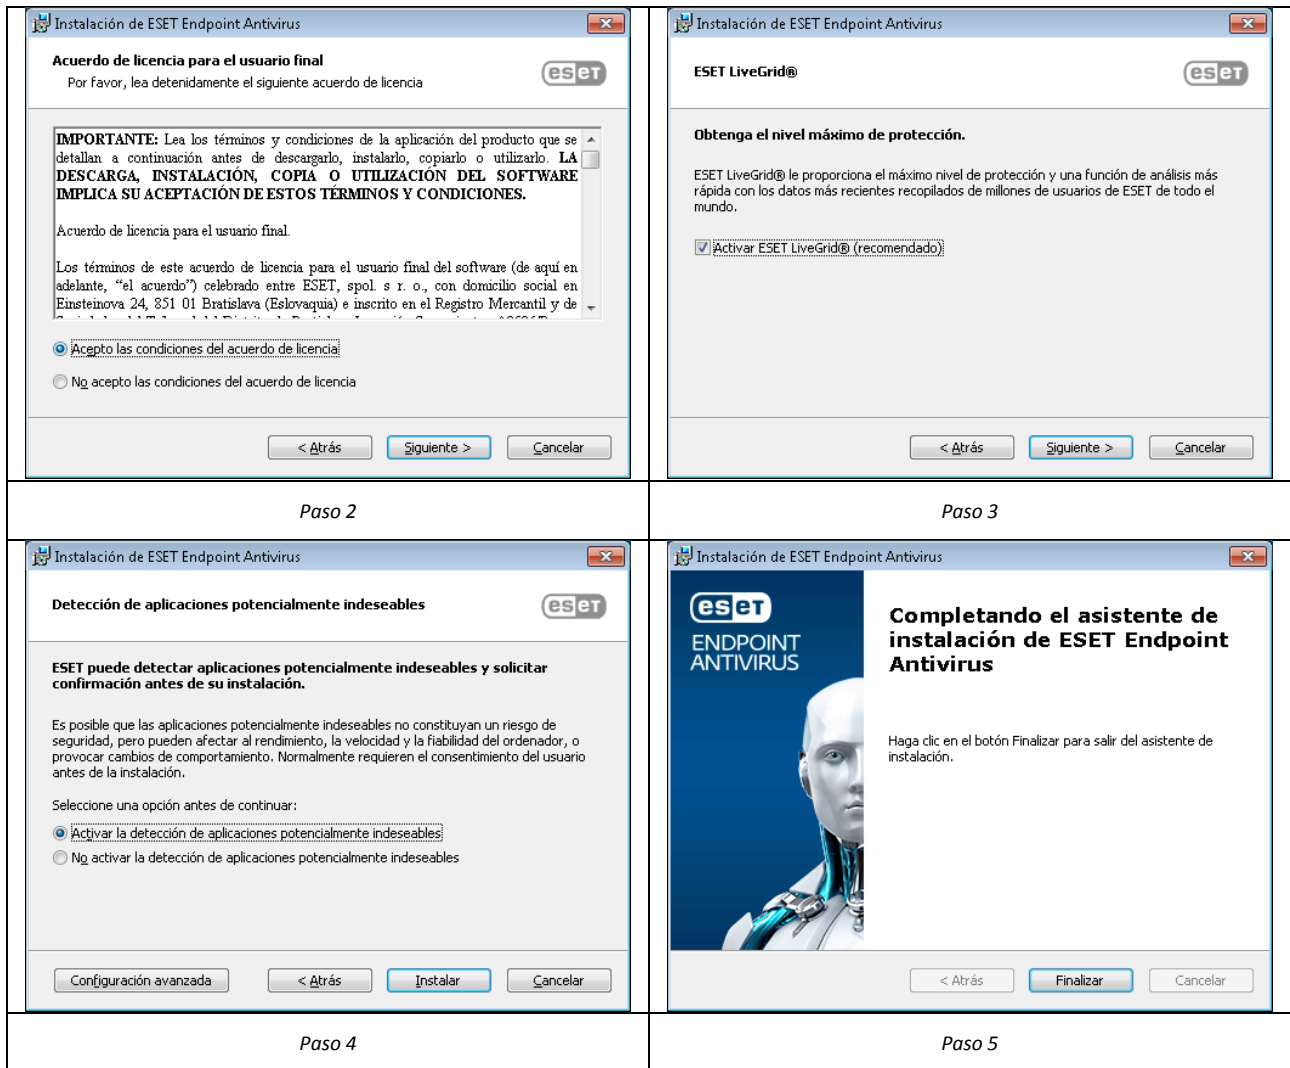 Instalación de ESET Endpoint Antivirus
Acuerdo de licencia para el usuario final
Por favor, lea detenidamente el siguiente acuerdo de licencia
eset
IMPORTANTE: Lea los términos y condiciones de la aplicación del producto que se
detallan a continuación antes de descargarlo, instalarlo, copiarlo o utilizarlo. LA
DESCARGA, INSTALACIÓN, COPIA O UTILIZACIÓN DEL SOFTWARE
IMPLICA SU ACEPTACIÓN DE ESTOS TÉRMINOS Y CONDICIONES.
Acuerdo de licencia para el usuario final.
Los términos de este acuerdo de licencia para el usuario final del software (de aquí en
adelante, “el acuerdo”) celebrado entre ESET, spol. s r. o., con domicilio social en
Einsteinova 24, 851 01 Bratislava (Eslovaquia) e inscrito en el Registro Mercantil y de
Acepto las condiciones del acuerdo de licencia
No acepto las condiciones del acuerdo de licencia
< Atrás
Siguiente >
Cancelar
Paso 2
Instalación de ESET Endpoint Antivirus
ESET LiveGrid®
eset
Obtenga el nivel máximo de protección.
ESET LiveGrid® le proporciona el máximo nivel de protección y una función de análisis más
rápida con los datos más recientes recopilados de millones de usuarios de ESET de todo el
mundo.
Activar ESET LiveGrid® (recomendado)
< Atrás
Siguiente >
Cancelar
Paso 3
Instalación de ESET Endpoint Antivirus
Detección de aplicaciones potencialmente indeseables
eset
ESET puede detectar aplicaciones potencialmente indeseables y solicitar
confirmación antes de su instalación.
Es posible que las aplicaciones potencialmente indeseables no constituyan un riesgo de
seguridad, pero pueden afectar al rendimiento, la velocidad y la fiabilidad del ordenador, o
provocar cambios de comportamiento. Normalmente requieren el consentimiento del usuario
antes de la instalación.
Seleccione una opción antes de continuar:
Activar la detección de aplicaciones potencialmente indeseables
No activar la detección de aplicaciones potencialmente indeseables
Configuración avanzada
< Atrás
Instalar
Cancelar
Paso 4
Instalación de ESET Endpoint Antivirus
eset
ENDPOINT
ANTIVIRUS
Completando el asistente de
instalación de ESET Endpoint
Antivirus
Haga clic en el botón Finalizar para salir del asistente de
instalación.
< Atrás
Finalizar
Cancelar
Paso 5